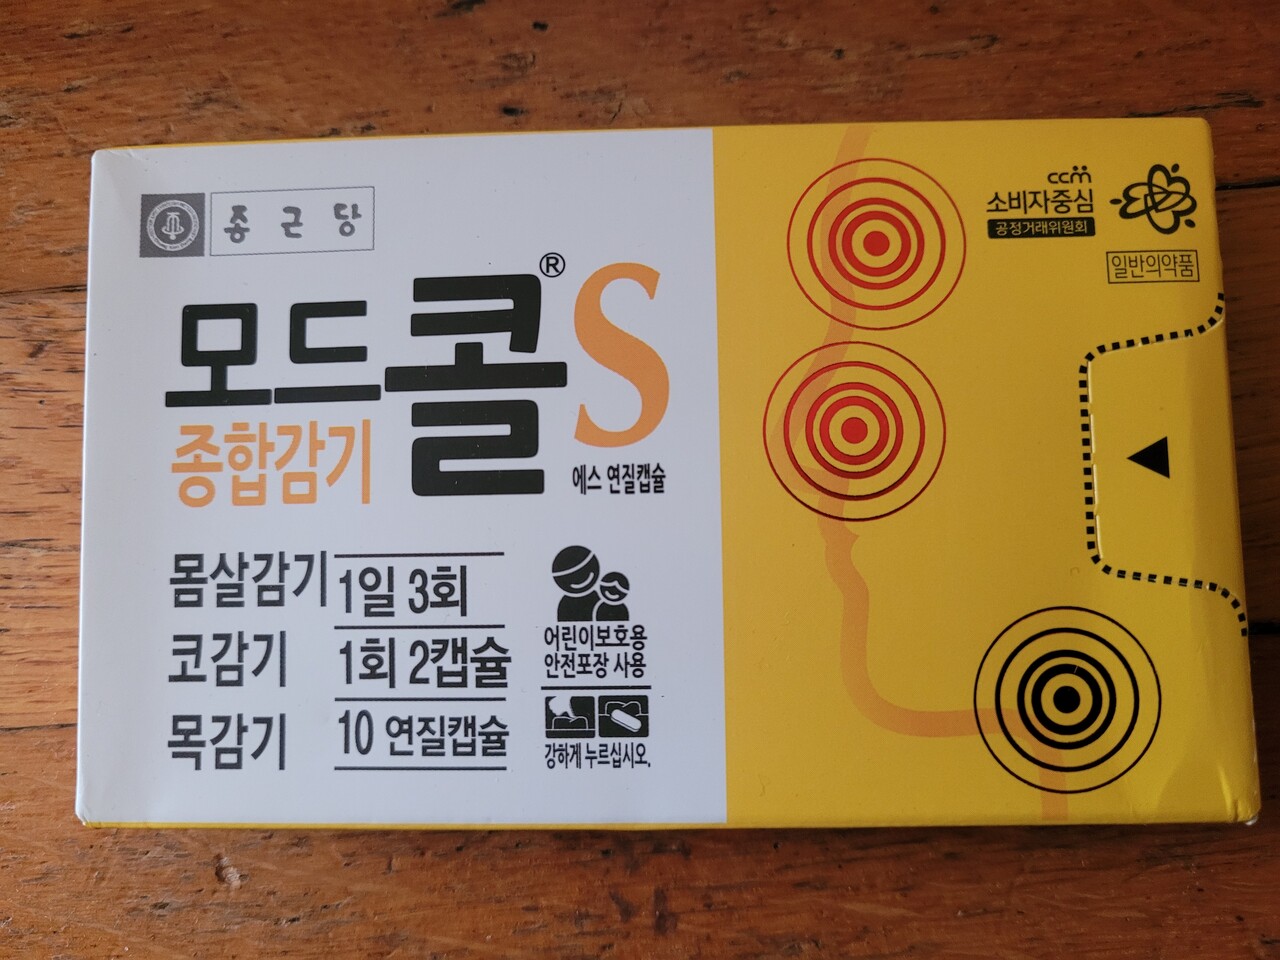 종근당
모드콜®S
종합감기
에스 연질캡슐
몸살감기
코감기
목감기
1일 3회
1회 2캡슐
10 연질캡슐
어린이보호용
안전포장 사용
강하게 누르십시오.
ccm
소비자중심
공정거래위원회
일반의약품